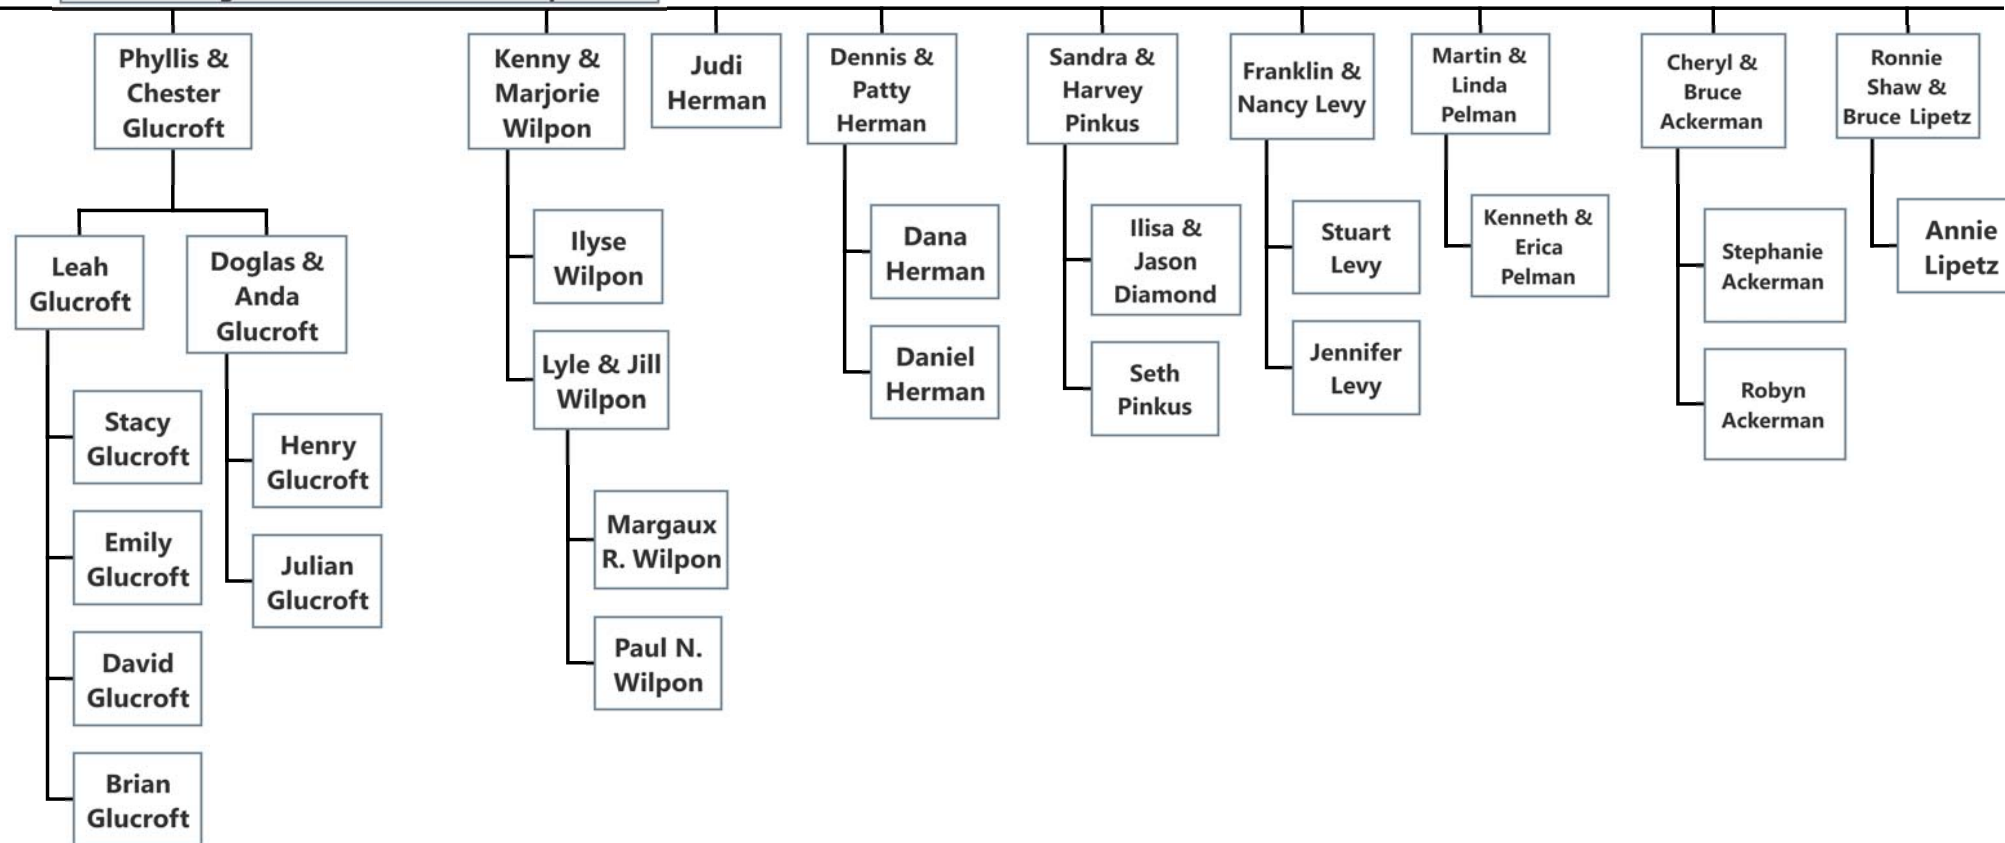 Phyllis &
Chester
Glucroft
Kenny &
Marjorie
Wilpon
Judi
Herman
Dennis &
Patty
Herman
Sandra &
Harvey
Pinkus
Franklin &
Nancy Levy
Martin &
Linda
Pelman
Cheryl &
Bruce
Ackerman
Ronnie
Shaw &
Bruce Lipetz
Leah
Glucroft
Doglas &
Anda
Glucroft
Ilyse
Wilpon
Dana
Herman
Ilisa &
Jason
Diamond
Stuart
Levy
Kenneth &
Erica
Pelman
Stephanie
Ackerman
Annie
Lipetz
Lyle & Jill
Wilpon
Daniel
Herman
Seth
Pinkus
Jennifer
Levy
Robyn
Ackerman
Stacy
Glucroft
Henry
Glucroft
Emily
Glucroft
Julian
Glucroft
Margaux
R. Wilpon
David
Glucroft
Paul N.
Wilpon
Brian
Glucroft